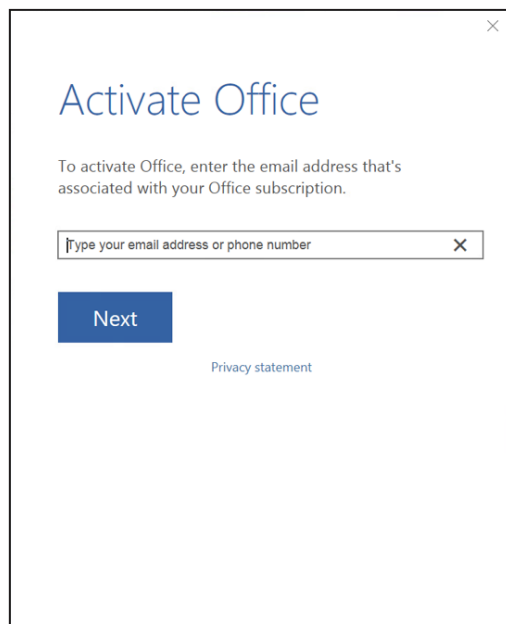 Activate Office
To activate Office, enter the email address that's
associated with your Office subscription.
Type your email address or phone number
Next
Privacy statement